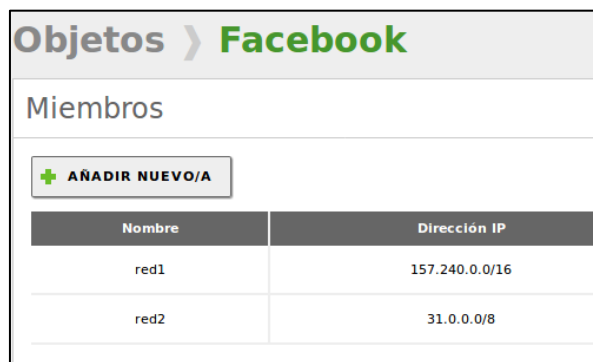 Objetos ❭ Facebook
Miembros
AÑADIR NUEVO/A
Nombre Dirección IP
red1 157.240.0.0/16
red2 31.0.0.0/8